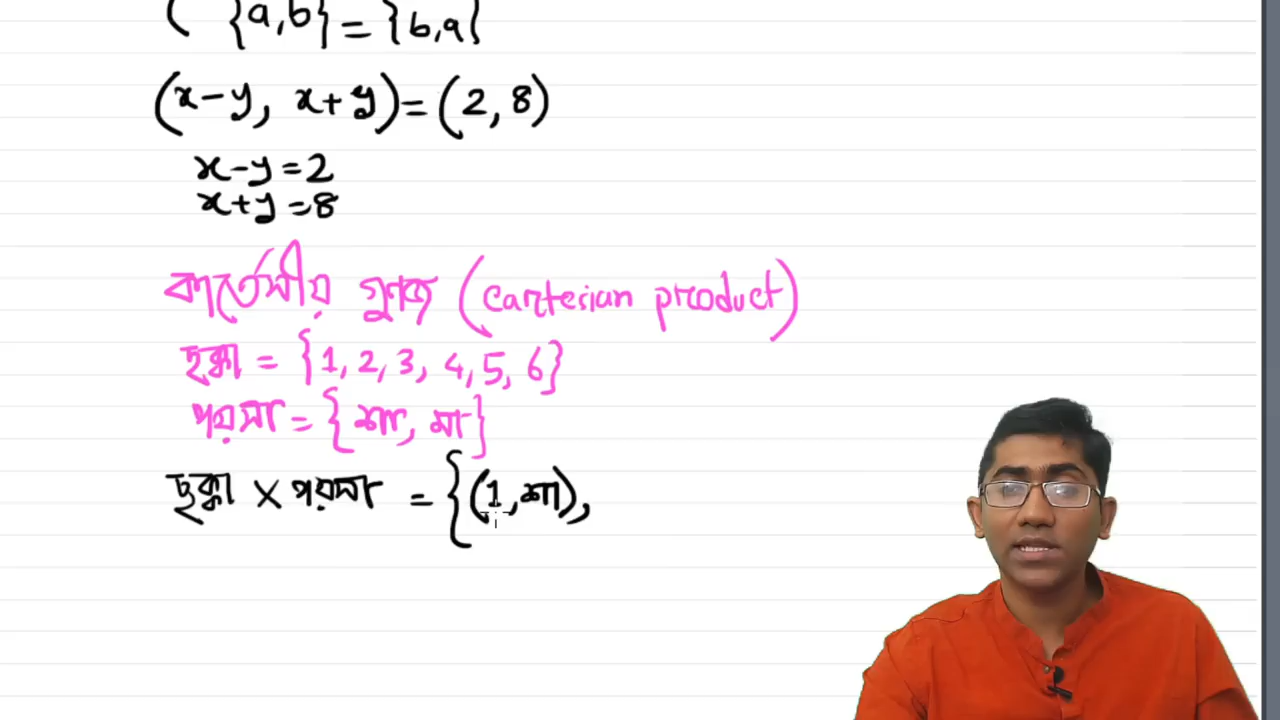 ( {a,b} = {b,a}
(x-y, x+y) = (2, 8)
x-y = 2
x+y = 8
কার্তেসীয় গুণজ (cartesian product)
ছক্কা = {1, 2, 3, 4, 5, 6}
পয়সা = {শা, মা}
ছক্কা × পয়সা = {(1, শা),